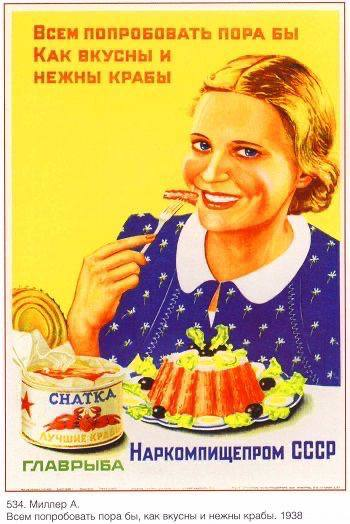 Всем попробовать пора бы
Как вкусны и
нежны крабы
CHATKA
ЛУЧШИЕ КРАБЫ
ГЛАВРЫБА
НАРКОМПИЩЕПРОМ СССР
534. Миллер А.
Всем попробовать пора бы, как вкусны и нежны крабы. 1938